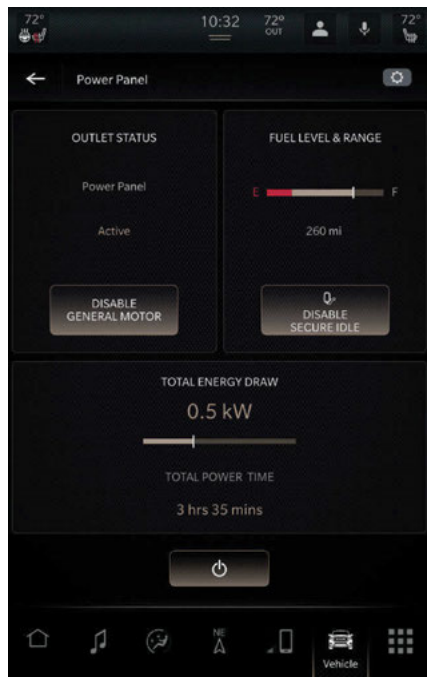 72°
10:32
72°
OUT
72°
Power Panel
OUTLET STATUS
Power Panel
Active
DISABLE
GENERAL MOTOR
FUEL LEVEL & RANGE
E
F
260 mi
DISABLE
SECURE IDLE
TOTAL ENERGY DRAW
0.5 kW
TOTAL POWER TIME
3 hrs 35 mins
NE
Vehicle